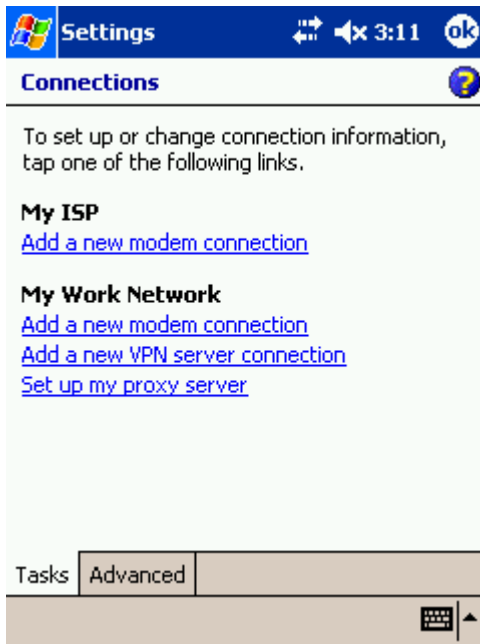 Settings 3:11 ok
Connections ?
To set up or change connection information,
tap one of the following links.
My ISP
Add a new modem connection
My Work Network
Add a new modem connection
Add a new VPN server connection
Set up my proxy server
Tasks Advanced